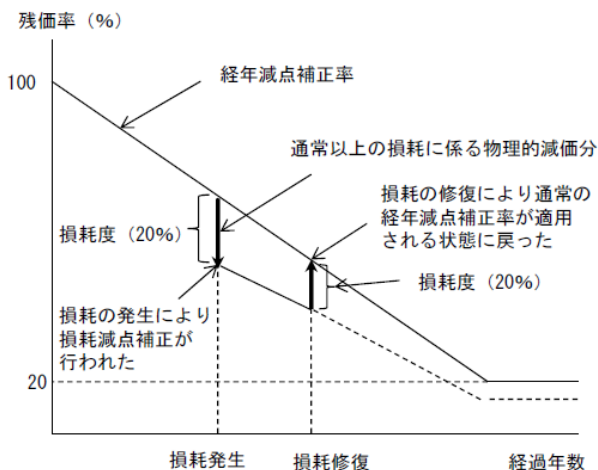 残価率（％）
100
経年減点補正率
通常以上の損耗に係る物理的減価分
損耗の修復により通常の
経年減点補正率が適用
される状態に戻った
損耗度（20%）
損耗度（20%）
損耗の発生により
損耗減点補正が
行われた
20
損耗発生
損耗修復
経過年数